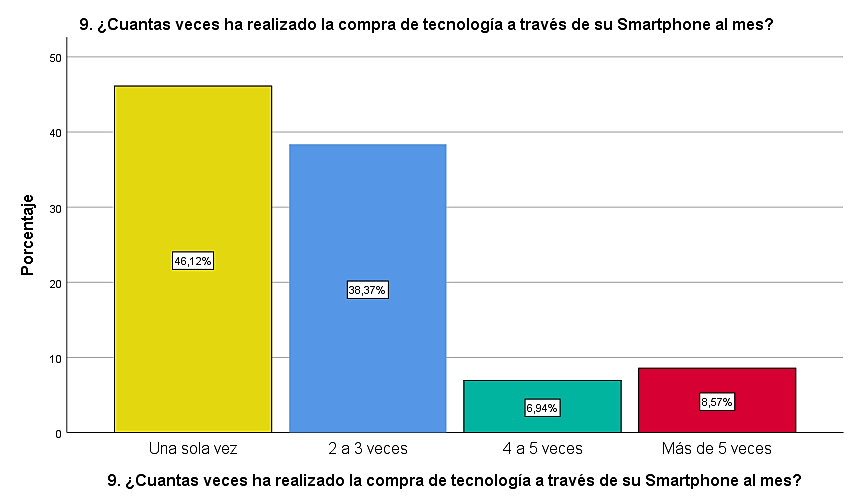 9. ¿Cuantas veces ha realizado la compra de tecnología a través de su Smartphone al mes?
Porcentaje
50
40
30
20
10
0
46,12%
38,37%
6,94%
8,57%
Una sola vez
2 a 3 veces
4 a 5 veces
Más de 5 veces
9. ¿Cuantas veces ha realizado la compra de tecnología a través de su Smartphone al mes?